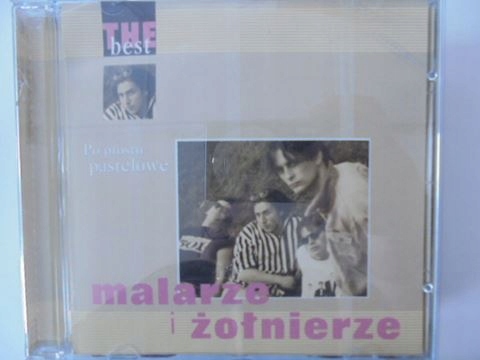 THE
best
Po prostu
pastelowe
malarze
i żołnierze